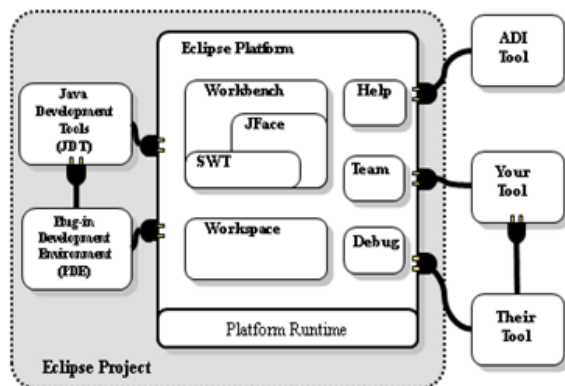 Eclipse Platform
ADI
Tool
Java
Development
Tools
(JDT)
Workbench
JFace
SWT
Help
Team
Your
Tool
Plug-in
Development
Environment
(PDE)
Workspace
Debug
Their
Tool
Platform Runtime
Eclipse Project